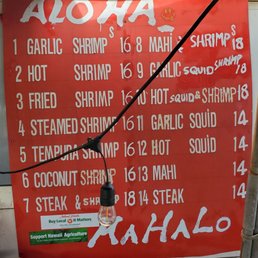 ALOHA
1 GARLIC SHRIMP 16 8 MAHI & SHRIMP S 18
2 HOT SHRIMP 16 9 GARLIC SQUID SHRIMP 18
3 FRIED SHRIMP 16 10 HOT SQUID & SHRIMP 18
4 STEAMED SHRIMP 16 11 GARLIC SQUID 14
5 TEMPURA SHRIMP 16 12 HOT SQUID 14
6 COCONUT SHRIMP 16 13 MAHI 14
7 STEAK & SHRIMP 18 14 STEAK 14
Buy Local It Matters
Support Hawaii Agriculture
MAHALO